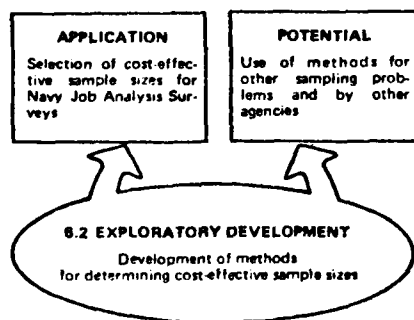 APPLICATION
Selection of cost-effec-
tive sample sizes for
Navy Job Analysis Sur-
veys
POTENTIAL
Use of methods for
other sampling prob-
lems and by other
agencies
6.2 EXPLORATORY DEVELOPMENT
Development of methods
for determining cost-effective sample sizes